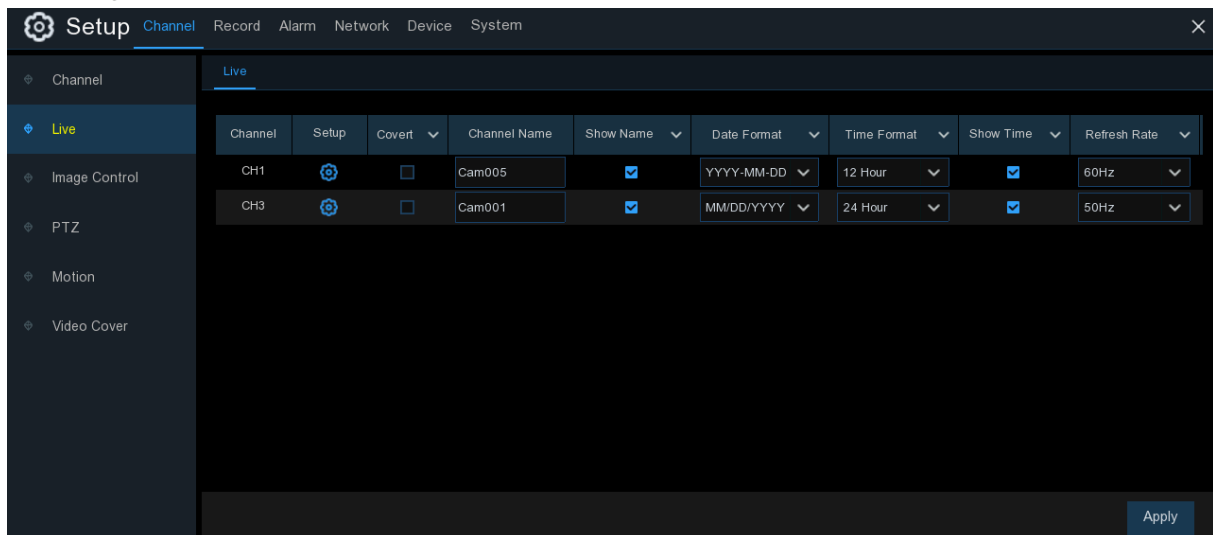 Setup Channel Record Alarm Network Device System
Channel
Live
Image Control
PTZ
Motion
Video Cover
Live
Channel Setup Covert Channel Name Show Name Date Format Time Format Show Time Refresh Rate
CH1 Cam005 YYYY-MM-DD 12 Hour 60Hz
CH3 Cam001 MM/DD/YYYY 24 Hour 50Hz
Apply